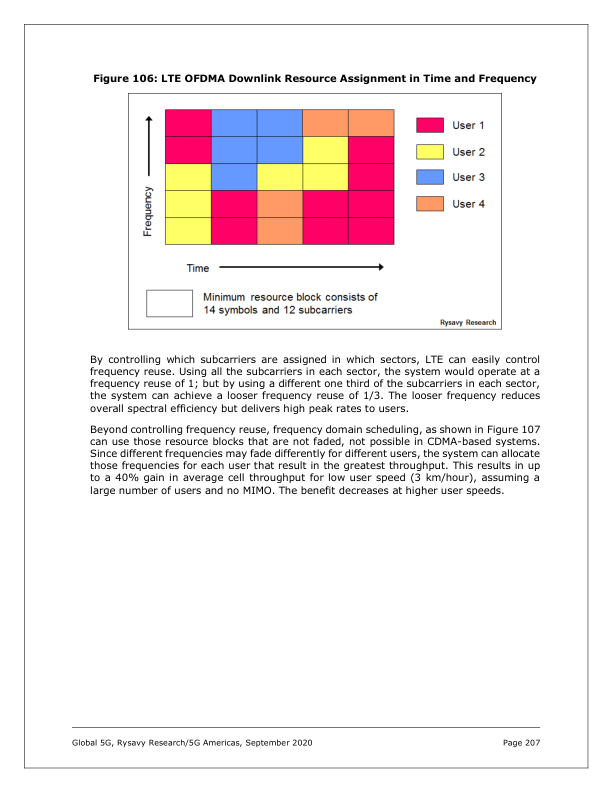 Figure 106: LTE OFDMA Downlink Resource Assignment in Time and Frequency
Frequency
User 1
User 2
User 3
User 4
Time
Minimum resource block consists of
14 symbols and 12 subcarriers
Rysavy Research
By controlling which subcarriers are assigned in which sectors, LTE can easily control
frequency reuse. Using all the subcarriers in each sector, the system would operate at a
frequency reuse of 1; but by using a different one third of the subcarriers in each sector,
the system can achieve a looser frequency reuse of 1/3. The looser frequency reduces
overall spectral efficiency but delivers high peak rates to users.
Beyond controlling frequency reuse, frequency domain scheduling, as shown in Figure 107
can use those resource blocks that are not faded, not possible in CDMA-based systems.
Since different frequencies may fade differently for different users, the system can allocate
those frequencies for each user that result in the greatest throughput. This results in up
to a 40% gain in average cell throughput for low user speed (3 km/hour), assuming a
large number of users and no MIMO. The benefit decreases at higher user speeds.
Global 5G, Rysavy Research/5G Americas, September 2020
Page 207